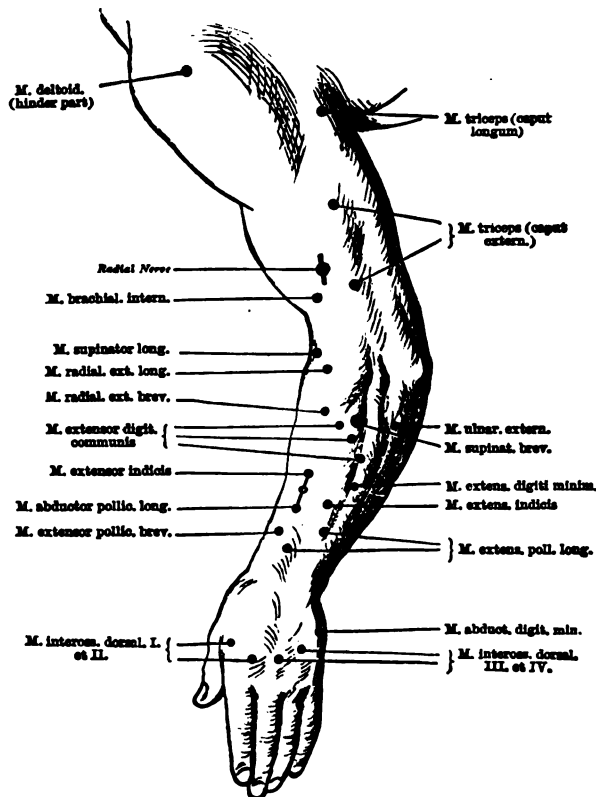 M. deltoid.
(hinder part)
M. triceps (caput
longum)
M. triceps (caput
extern.)
Radial Nerve
M. brachial. intern.
M. supinator long.
M. radial. ext. long.
M. radial. ext. brev.
M. extensor digit.
communis
M. ulnar. extern.
M. supinat. brev.
M. extensor indicis
M. extens. digiti minim.
M. abductor pollic. long.
M. extens. indicis
M. extensor pollic. brev.
M. extens. poll. long.
M. abduct. digit. min.
M. inteross. dorsal. I.
et II.
M. inteross. dorsal.
III. et IV.